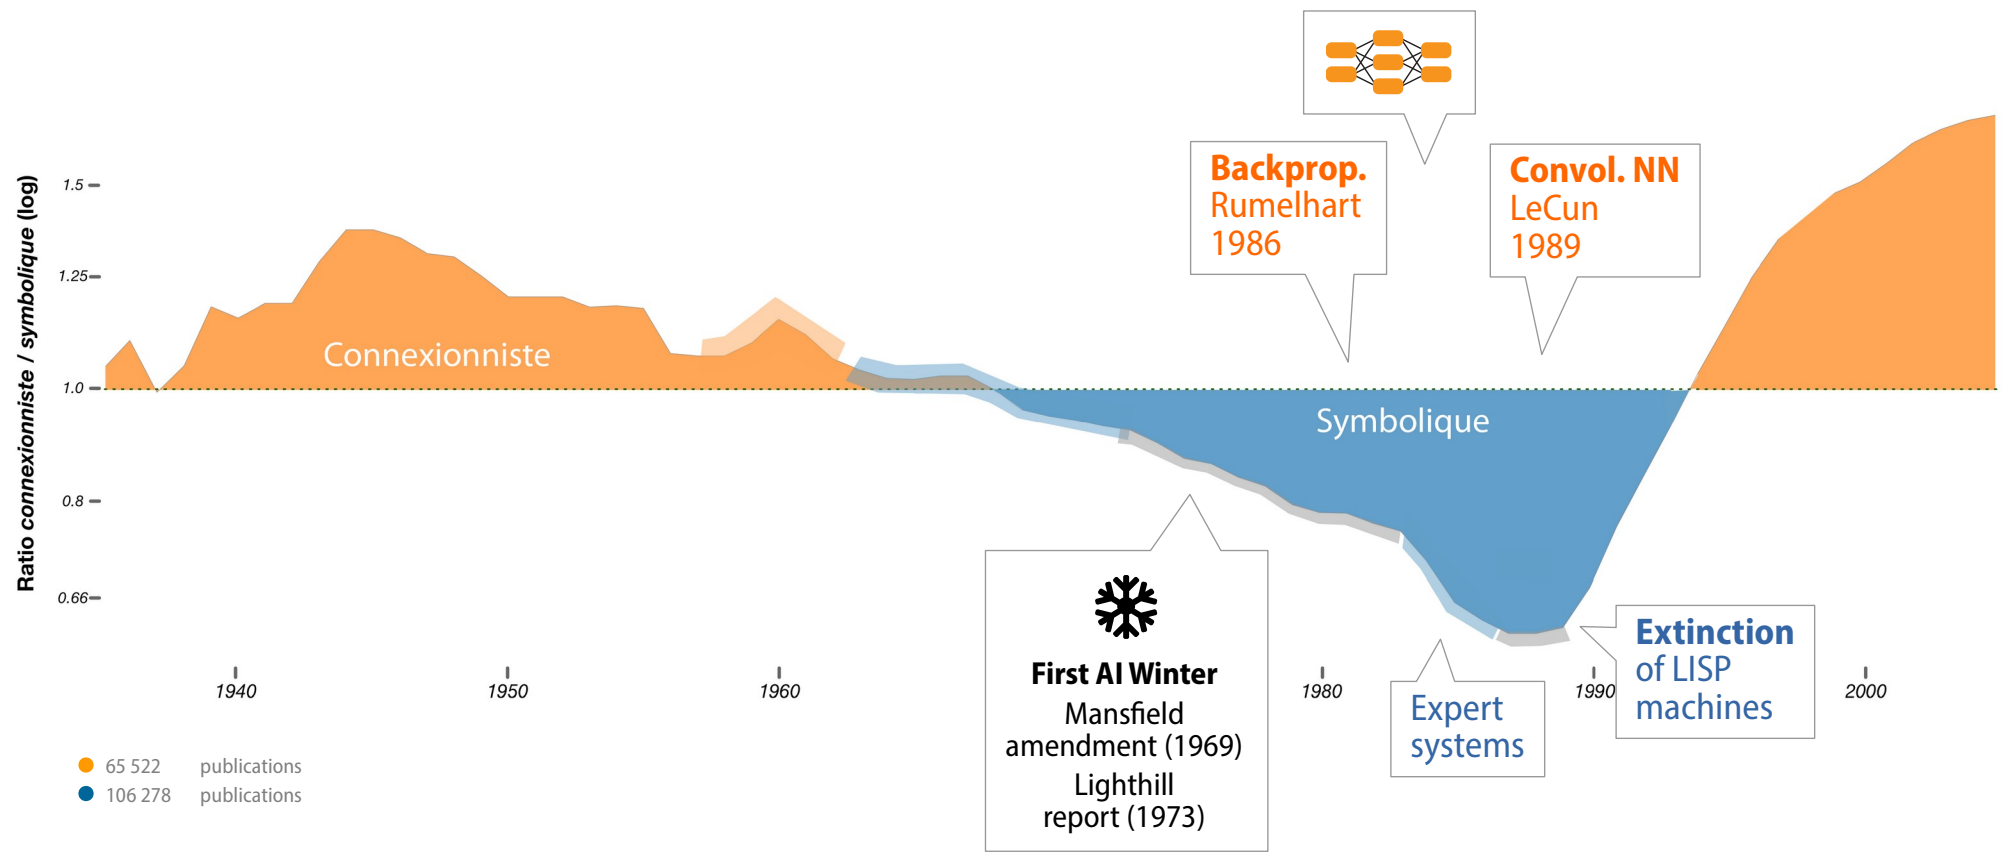 Backprop.
Rumelhart
1986
Convol. NN
LeCun
1989
Ratio connexionniste / symbolique (log)
1.5
1.25
1.0
0.8
0.66
Connexionniste
Symbolique
First AI Winter
Mansfield
amendment (1969)
Lighthill
report (1973)
Expert
systems
Extinction
of LISP
machines
1940
1950
1960
1980
1990
2000
65 522 publications
106 278 publications